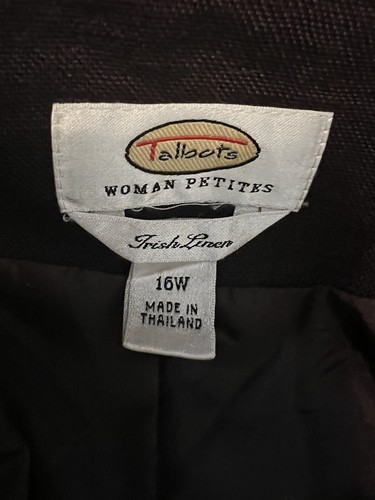 Talbots
WOMAN PETITES
Irish Linen
16W
MADE IN
THAILAND